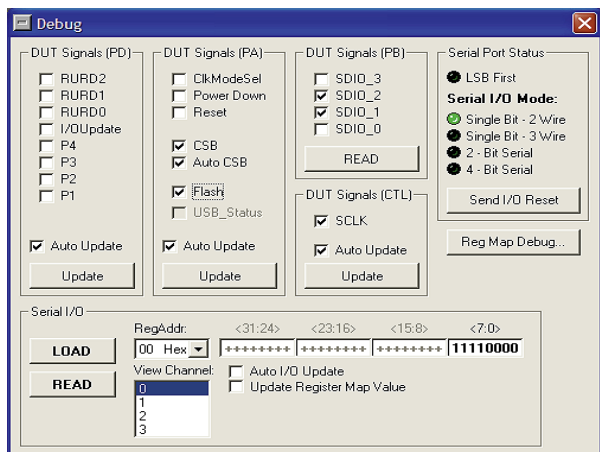 Debug
DUT Signals (PD)
RURD2
RURD1
RURD0
I/OUpdate
P4
P3
P2
P1
Auto Update
Update
DUT Signals (PA)
ClkModeSel
Power Down
Reset
CSB
Auto CSB
Flash
USB_Status
Auto Update
Update
DUT Signals (PB)
SDIO_3
SDIO_2
SDIO_1
SDIO_0
READ
DUT Signals (CTL)
SCLK
Auto Update
Update
Serial Port Status
LSB First
Serial I/O Mode:
Single Bit - 2 Wire
Single Bit - 3 Wire
2 - Bit Serial
4 - Bit Serial
Send I/O Reset
Reg Map Debug...
Serial I/O
LOAD
READ
RegAddr: <31:24> <23:16> <15:8> <7:0>
00 Hex ++++++++ ++++++++ ++++++++ 11110000
View Channel:
0
1
2
3
Auto I/O Update
Update Register Map Value